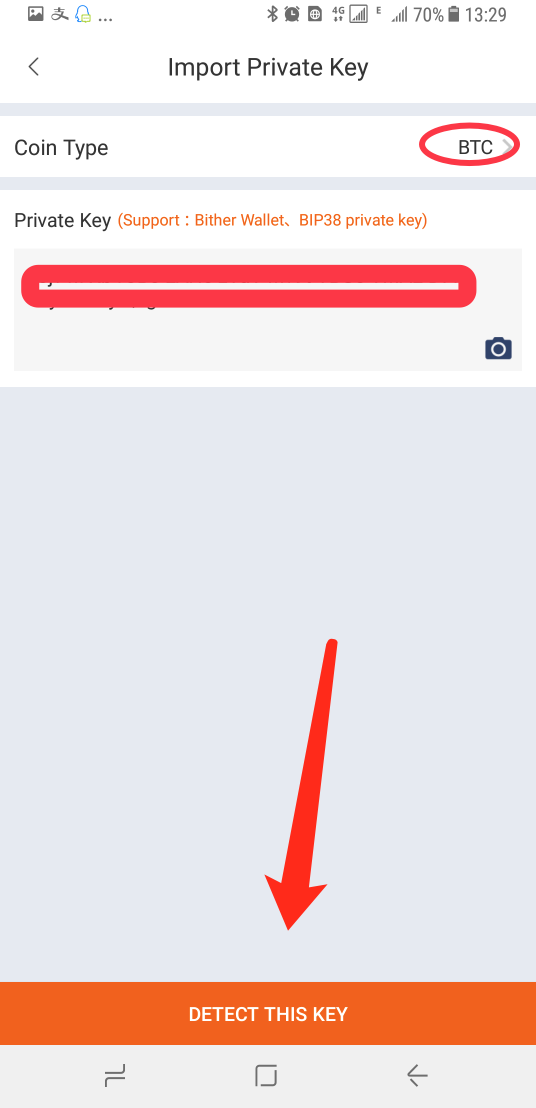 ... 4G E 70% 13:29
Import Private Key
Coin Type BTC
Private Key (Support：Bither Wallet、BIP38 private key)
DETECT THIS KEY